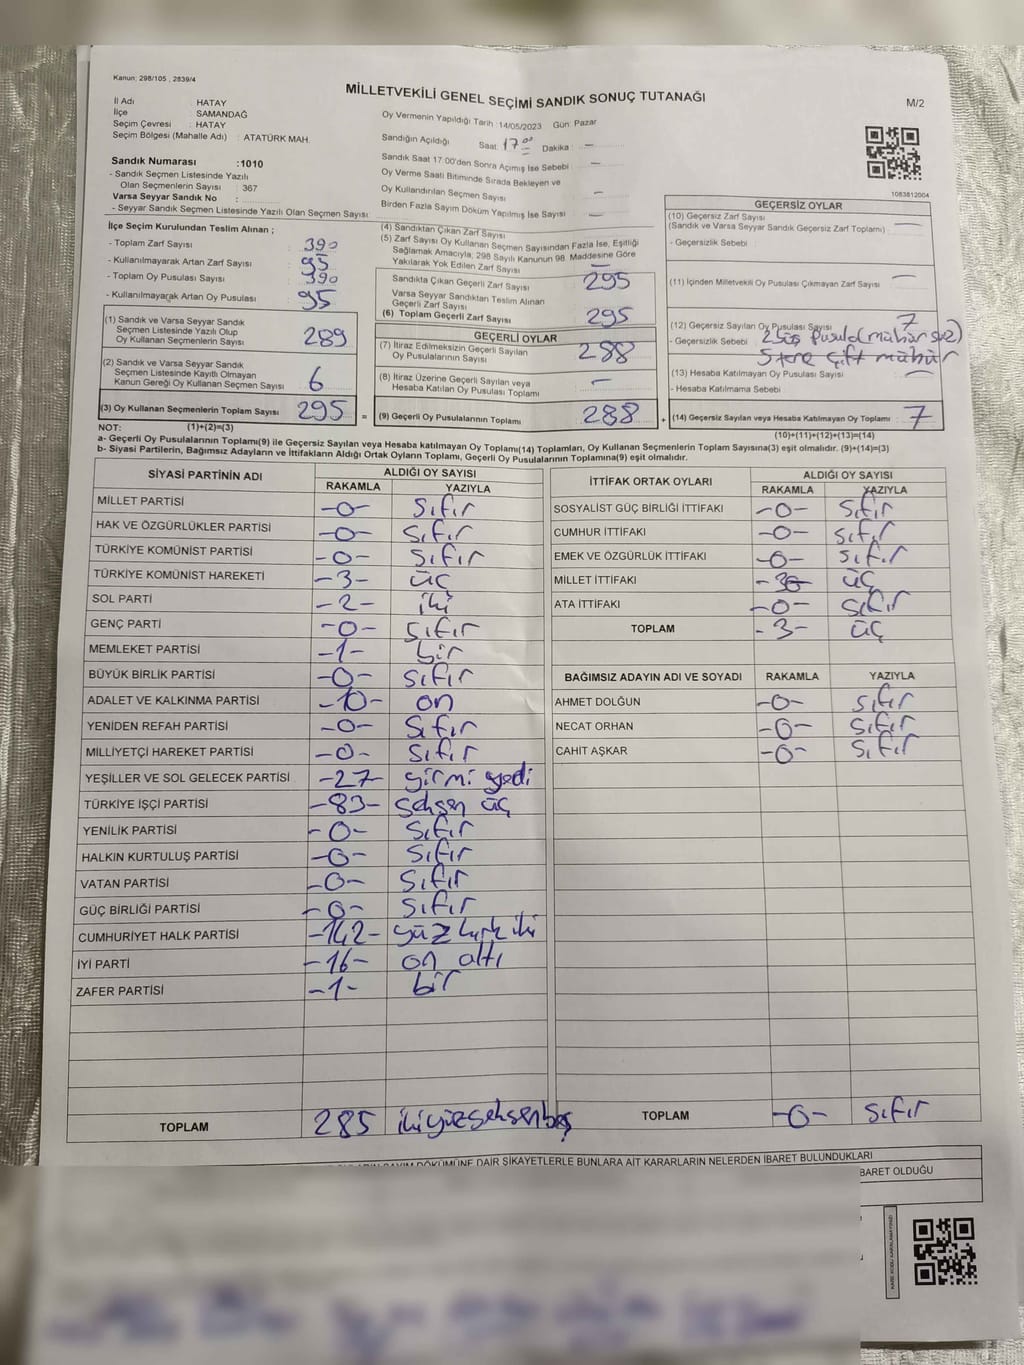 Kanun; 298/105 , 2839/4
MİLLETVEKİLİ GENEL SEÇİMİ SANDIK SONUÇ TUTANAĞI
M/2
İl Adı : HATAY
İlçe : SAMANDAĞ
Seçim Çevresi : HATAY
Seçim Bölgesi (Mahalle Adı) : ATATÜRK MAH.
Sandık Numarası :1010
- Sandık Seçmen Listesinde Yazılı
Olan Seçmenlerin Sayısı : 367
Varsa Seyyar Sandık No :
- Seyyar Sandık Seçmen Listesinde Yazılı Olan Seçmen Sayısı :
Oy Vermenin Yapıldığı Tarih :14/05/2023 Gün: Pazar
Sandığın Açıldığı Saat: 17 00 Dakika : -
Sandık Saat 17:00'den Sonra Açılmış İse Sebebi : -
Oy Verme Saati Bitiminde Sırada Bekleyen ve
Oy Kullandırılan Seçmen Sayısı : -
Birden Fazla Sayım Döküm Yapılmış İse Sayısı : -
1083812004
İlçe Seçim Kurulundan Teslim Alınan ;
- Toplam Zarf Sayısı : 390
- Kullanılmayarak Artan Zarf Sayısı : 95
- Toplam Oy Pusulası Sayısı : 390
- Kullanılmayarak Artan Oy Pusulası : 95
(1) Sandık ve Varsa Seyyar Sandık
Seçmen Listesinde Yazılı Olup
Oy Kullanan Seçmenlerin Sayısı : 289
(2) Sandık ve Varsa Seyyar Sandık
Seçmen Listesinde Kayıtlı Olmayan
Kanun Gereği Oy Kullanan Seçmen Sayısı : 6
(3) Oy Kullanan Seçmenlerin Toplam Sayısı 295 =
(4) Sandıktan Çıkan Zarf Sayısı
(5) Zarf Sayısı Oy Kullanan Seçmen Sayısından Fazla İse, Eşitliği
Sağlamak Amacıyla; 298 Sayılı Kanunun 98. Maddesine Göre
Yakılarak Yok Edilen Zarf Sayısı : -
Sandıkta Çıkan Geçerli Zarf Sayısı : 295
Varsa Seyyar Sandıktan Teslim Alınan
Geçerli Zarf Sayısı :
(6) Toplam Geçerli Zarf Sayısı : 295
GEÇERLİ OYLAR
(7) İtiraz Edilmeksizin Geçerli Sayılan
Oy Pusulalarının Sayısı : 288
(8) İtiraz Üzerine Geçerli Sayılan veya
Hesaba Katılan Oy Pusulaları Toplamı : -
(9) Geçerli Oy Pusulalarının Toplamı : 288 +
GEÇERSİZ OYLAR
(10) Geçersiz Zarf Sayısı
(Sandık ve Varsa Seyyar Sandık Geçersiz Zarf Toplamı) : -
- Geçersizlik Sebebi :
(11) İçinden Milletvekili Oy Pusulası Çıkmayan Zarf Sayısı : -
(12) Geçersiz Sayılan Oy Pusulası Sayısı : 7
- Geçersizlik Sebebi : 2 boş pusula (mühürsüz)
5 tane çift mühür
(13) Hesaba Katılmayan Oy Pusulası Sayısı : -
- Hesaba Katılmama Sebebi :
(14) Geçersiz Sayılan veya Hesaba Katılmayan Oy Toplamı : 7
NOT: (1)+(2)=(3)
(10)+(11)+(12)+(13)=(14)
a- Geçerli Oy Pusulalarının Toplamı(9) ile Geçersiz Sayılan veya Hesaba katılmayan Oy Toplamı(14) Toplamları, Oy Kullanan Seçmenlerin Toplam Sayısına(3) eşit olmalıdır. (9)+(14)=(3)
b- Siyasi Partilerin, Bağımsız Adayların ve İttifakların Aldığı Ortak Oyların Toplamı, Geçerli Oy Pusulalarının Toplamına(9) eşit olmalıdır.
SİYASİ PARTİNİN ADI ALDIĞI OY SAYISI
RAKAMLA YAZIYLA
MİLLET PARTİSİ -0- sıfır
HAK VE ÖZGÜRLÜKLER PARTİSİ -0- sıfır
TÜRKİYE KOMÜNİST PARTİSİ -0- sıfır
TÜRKİYE KOMÜNİST HAREKETİ -3- üç
SOL PARTİ -2- iki
GENÇ PARTİ -0- sıfır
MEMLEKET PARTİSİ -1- bir
BÜYÜK BİRLİK PARTİSİ -0- sıfır
ADALET VE KALKINMA PARTİSİ -10- on
YENİDEN REFAH PARTİSİ -0- sıfır
MİLLİYETÇİ HAREKET PARTİSİ -0- sıfır
YEŞİLLER VE SOL GELECEK PARTİSİ -27- yirmi yedi
TÜRKİYE İŞÇİ PARTİSİ -83- seksen üç
YENİLİK PARTİSİ -0- sıfır
HALKIN KURTULUŞ PARTİSİ -0- sıfır
VATAN PARTİSİ -0- sıfır
GÜÇ BİRLİĞİ PARTİSİ -0- sıfır
CUMHURİYET HALK PARTİSİ -142- yüz kırk iki
İYİ PARTİ -16- on altı
ZAFER PARTİSİ -1- bir
TOPLAM 285 ikiyüzseksenbeş
İTTİFAK ORTAK OYLARI ALDIĞI OY SAYISI
RAKAMLA YAZIYLA
SOSYALİST GÜÇ BİRLİĞİ İTTİFAKI -0- sıfır
CUMHUR İTTİFAKI -0- sıfır
EMEK VE ÖZGÜRLÜK İTTİFAKI -0- sıfır
MİLLET İTTİFAKI üç
ATA İTTİFAKI -0- sıfır
TOPLAM -3- üç
BAĞIMSIZ ADAYIN ADI VE SOYADI RAKAMLA YAZIYLA
AHMET DOLĞUN -0- sıfır
NECAT ORHAN -0- sıfır
CAHİT AŞKAR -0- sıfır
TOPLAM -0- sıfır
DÖKÜMÜNE DAİR ŞİKAYETLERLE BUNLARA AİT KARARLARIN NELERDEN İBARET BULUNDUKLARI
BARET OLDUĞU